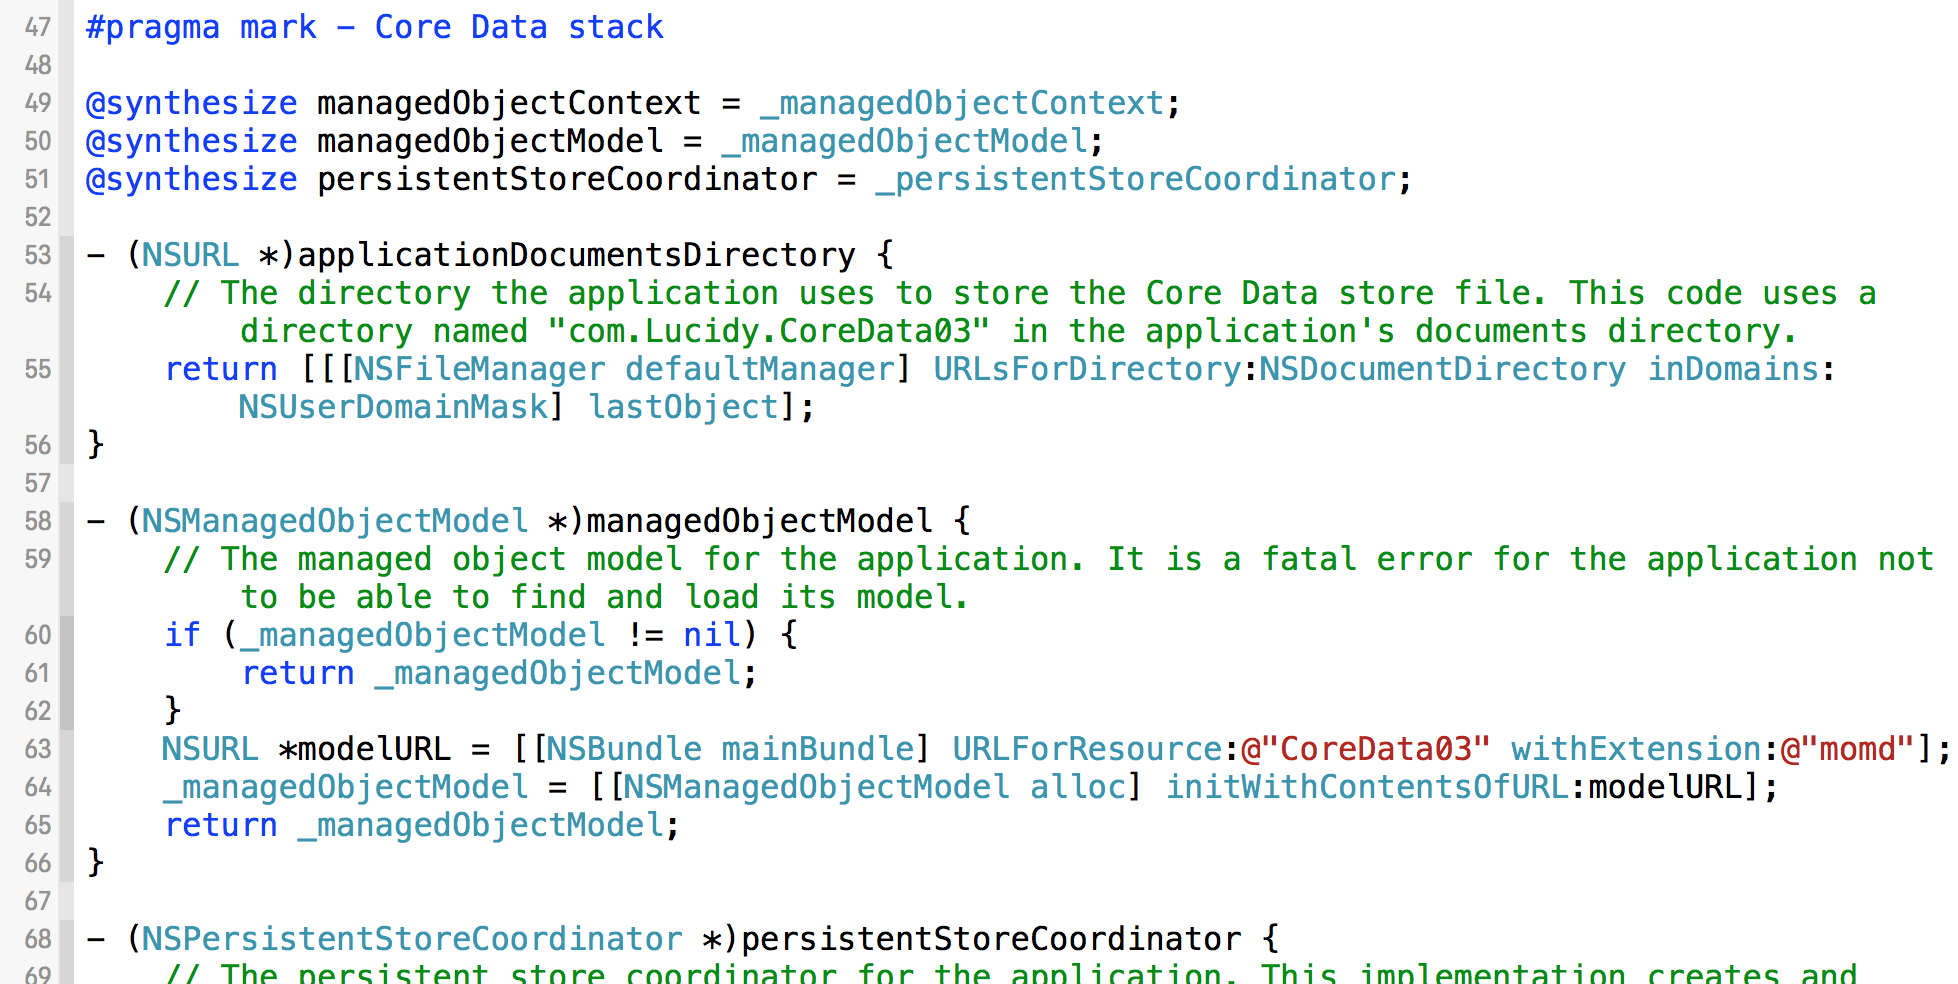 47 #pragma mark - Core Data stack
48
49 @synthesize managedObjectContext = _managedObjectContext;
50 @synthesize managedObjectModel = _managedObjectModel;
51 @synthesize persistentStoreCoordinator = _persistentStoreCoordinator;
52
53 - (NSURL *)applicationDocumentsDirectory {
54 // The directory the application uses to store the Core Data store file. This code uses a
directory named "com.Lucidy.CoreData03" in the application's documents directory.
55 return [[[NSFileManager defaultManager] URLsForDirectory:NSDocumentDirectory inDomains:
NSUserDomainMask] lastObject];
56 }
57
58 - (NSManagedObjectModel *)managedObjectModel {
59 // The managed object model for the application. It is a fatal error for the application not
to be able to find and load its model.
60 if (_managedObjectModel != nil) {
61 return _managedObjectModel;
62 }
63 NSURL *modelURL = [[NSBundle mainBundle] URLForResource:@"CoreData03" withExtension:@"momd"];
64 _managedObjectModel = [[NSManagedObjectModel alloc] initWithContentsOfURL:modelURL];
65 return _managedObjectModel;
66 }
67
68 - (NSPersistentStoreCoordinator *)persistentStoreCoordinator {
69 // The persistent store coordinator for the application. This implementation creates and